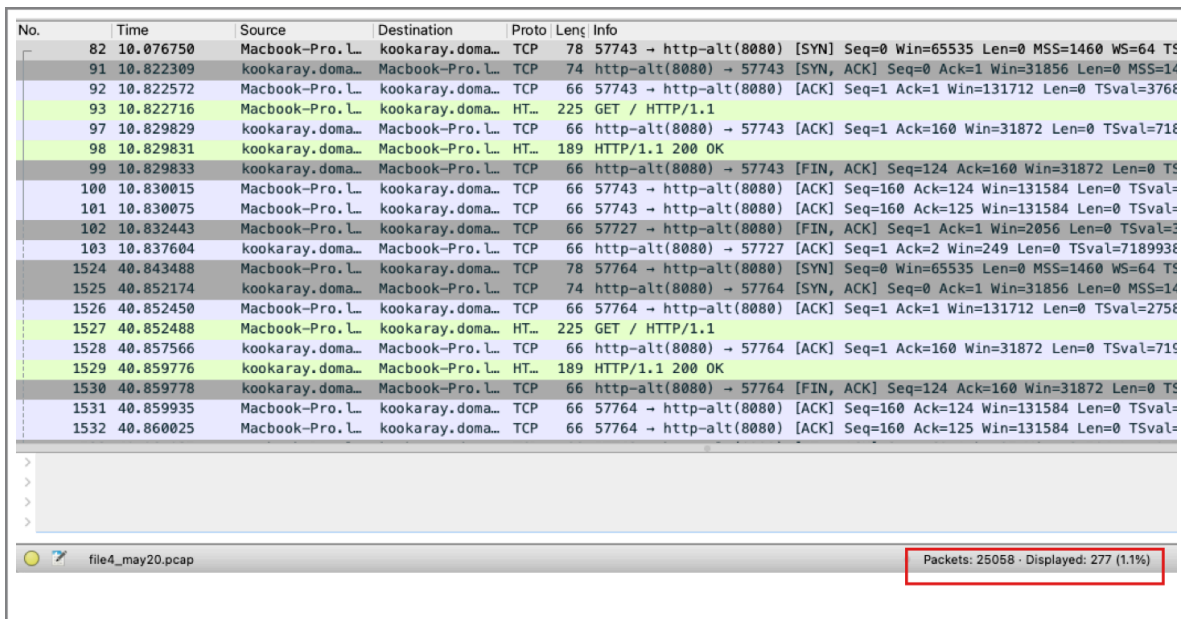 No. Time Source Destination Proto Leng Info
82 10.076750 Macbook-Pro.l… kookaray.doma… TCP 78 57743 → http-alt(8080) [SYN] Seq=0 Win=65535 Len=0 MSS=1460 WS=64 TS
91 10.822309 kookaray.doma… Macbook-Pro.l… TCP 74 http-alt(8080) → 57743 [SYN, ACK] Seq=0 Ack=1 Win=31856 Len=0 MSS=14
92 10.822572 Macbook-Pro.l… kookaray.doma… TCP 66 57743 → http-alt(8080) [ACK] Seq=1 Ack=1 Win=131712 Len=0 TSval=3768
93 10.822716 Macbook-Pro.l… kookaray.doma… HT… 225 GET / HTTP/1.1
97 10.829829 kookaray.doma… Macbook-Pro.l… TCP 66 http-alt(8080) → 57743 [ACK] Seq=1 Ack=160 Win=31872 Len=0 TSval=718
98 10.829831 kookaray.doma… Macbook-Pro.l… HT… 189 HTTP/1.1 200 OK
99 10.829833 kookaray.doma… Macbook-Pro.l… TCP 66 http-alt(8080) → 57743 [FIN, ACK] Seq=124 Ack=160 Win=31872 Len=0 TS
100 10.830015 Macbook-Pro.l… kookaray.doma… TCP 66 57743 → http-alt(8080) [ACK] Seq=160 Ack=124 Win=131584 Len=0 TSval=
101 10.830075 Macbook-Pro.l… kookaray.doma… TCP 66 57743 → http-alt(8080) [ACK] Seq=160 Ack=125 Win=131584 Len=0 TSval=
102 10.832443 Macbook-Pro.l… kookaray.doma… TCP 66 57727 → http-alt(8080) [FIN, ACK] Seq=1 Ack=1 Win=2056 Len=0 TSval=3
103 10.837604 kookaray.doma… Macbook-Pro.l… TCP 66 http-alt(8080) → 57727 [ACK] Seq=1 Ack=2 Win=249 Len=0 TSval=7189938
1524 40.843488 Macbook-Pro.l… kookaray.doma… TCP 78 57764 → http-alt(8080) [SYN] Seq=0 Win=65535 Len=0 MSS=1460 WS=64 TS
1525 40.852174 kookaray.doma… Macbook-Pro.l… TCP 74 http-alt(8080) → 57764 [SYN, ACK] Seq=0 Ack=1 Win=31856 Len=0 MSS=14
1526 40.852450 Macbook-Pro.l… kookaray.doma… TCP 66 57764 → http-alt(8080) [ACK] Seq=1 Ack=1 Win=131712 Len=0 TSval=2758
1527 40.852488 Macbook-Pro.l… kookaray.doma… HT… 225 GET / HTTP/1.1
1528 40.857566 kookaray.doma… Macbook-Pro.l… TCP 66 http-alt(8080) → 57764 [ACK] Seq=1 Ack=160 Win=31872 Len=0 TSval=719
1529 40.859776 kookaray.doma… Macbook-Pro.l… HT… 189 HTTP/1.1 200 OK
1530 40.859778 kookaray.doma… Macbook-Pro.l… TCP 66 http-alt(8080) → 57764 [FIN, ACK] Seq=124 Ack=160 Win=31872 Len=0 TS
1531 40.859935 Macbook-Pro.l… kookaray.doma… TCP 66 57764 → http-alt(8080) [ACK] Seq=160 Ack=124 Win=131584 Len=0 TSval=
1532 40.860025 Macbook-Pro.l… kookaray.doma… TCP 66 57764 → http-alt(8080) [ACK] Seq=160 Ack=125 Win=131584 Len=0 TSval=
file4_may20.pcap Packets: 25058 · Displayed: 277 (1.1%)